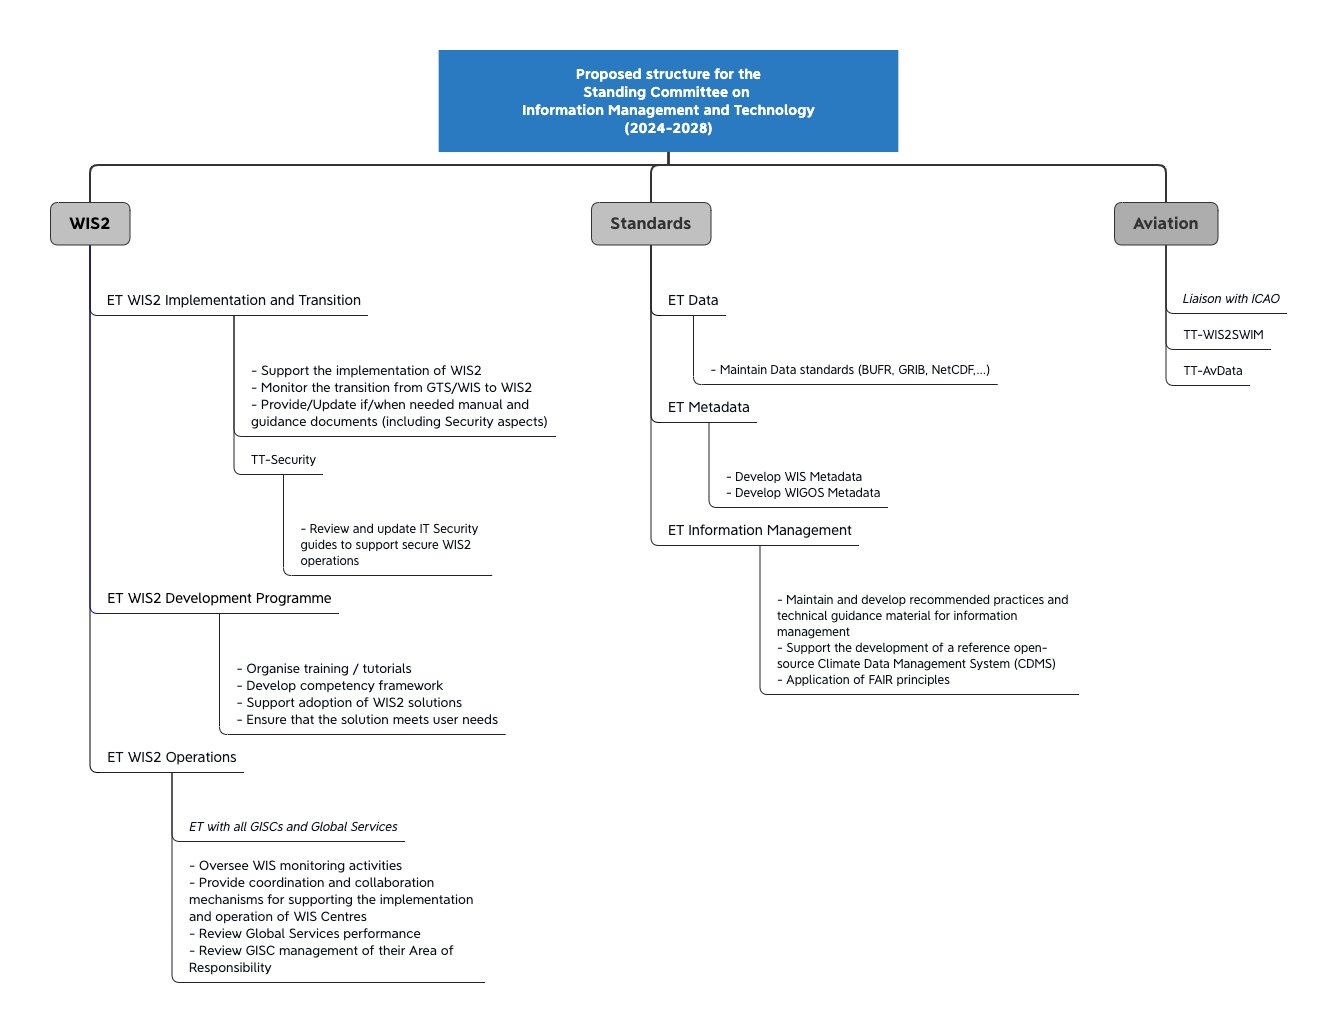 Proposed structure for the
Standing Committee on
Information Management and Technology
(2024-2028)
WIS2
ET WIS2 Implementation and Transition
- Support the implementation of WIS2
- Monitor the transition from GTS/WIS to WIS2
- Provide/Update if/when needed manual and
guidance documents (including Security aspects)
TT-Security
- Review and update IT Security
guides to support secure WIS2
operations
ET WIS2 Development Programme
- Organise training / tutorials
- Develop competency framework
- Support adoption of WIS2 solutions
- Ensure that the solution meets user needs
ET WIS2 Operations
ET with all GISCs and Global Services
- Oversee WIS monitoring activities
- Provide coordination and collaboration
mechanisms for supporting the implementation
and operation of WIS Centres
- Review Global Services performance
- Review GISC management of their Area of
Responsibility
Standards
ET Data
- Maintain Data standards (BUFR, GRIB, NetCDF,...)
ET Metadata
- Develop WIS Metadata
- Develop WIGOS Metadata
ET Information Management
- Maintain and develop recommended practices and
technical guidance material for information
management
- Support the development of a reference open-
source Climate Data Management System (CDMS)
- Application of FAIR principles
Aviation
Liaison with ICAO
TT-WIS2SWIM
TT-AvData